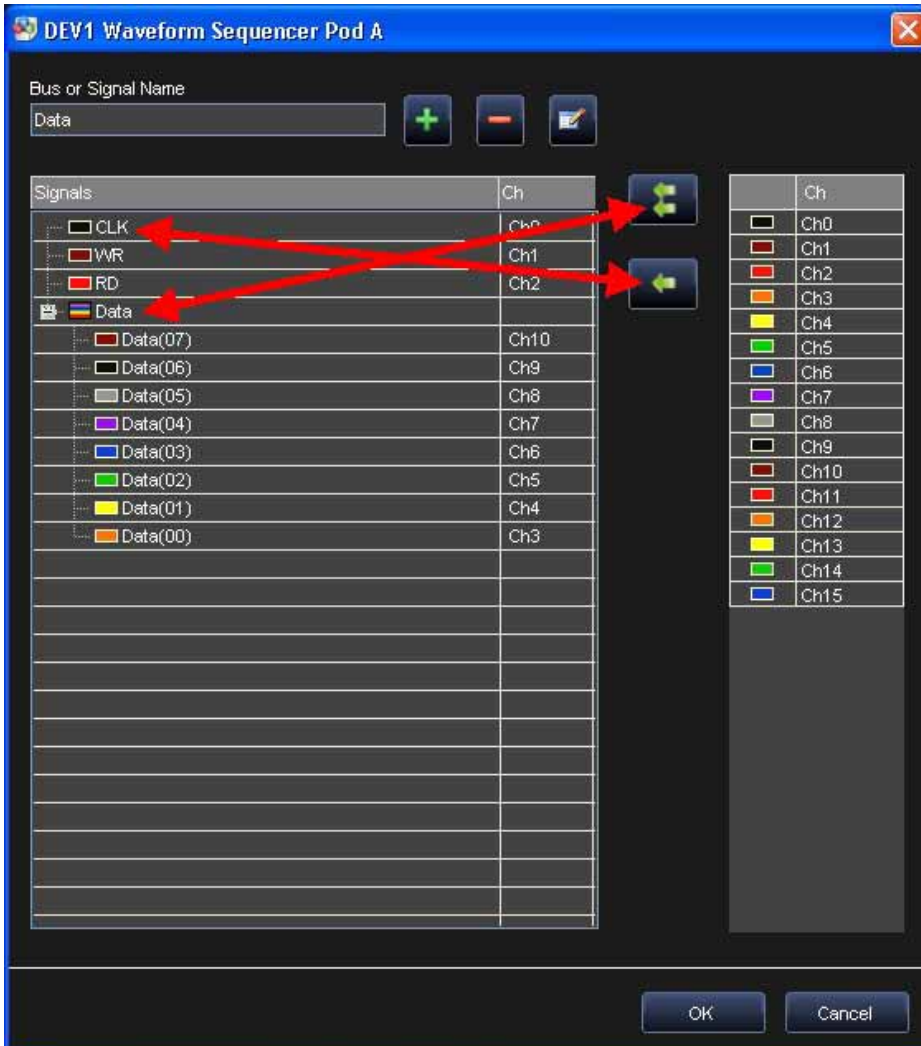 DEV1 Waveform Sequencer Pod A
Bus or Signal Name
Data
Signals Ch
CLK Ch0
WR Ch1
RD Ch2
Data
Data(07) Ch10
Data(06) Ch9
Data(05) Ch8
Data(04) Ch7
Data(03) Ch6
Data(02) Ch5
Data(01) Ch4
Data(00) Ch3
Ch
Ch0
Ch1
Ch2
Ch3
Ch4
Ch5
Ch6
Ch7
Ch8
Ch9
Ch10
Ch11
Ch12
Ch13
Ch14
Ch15
OK Cancel